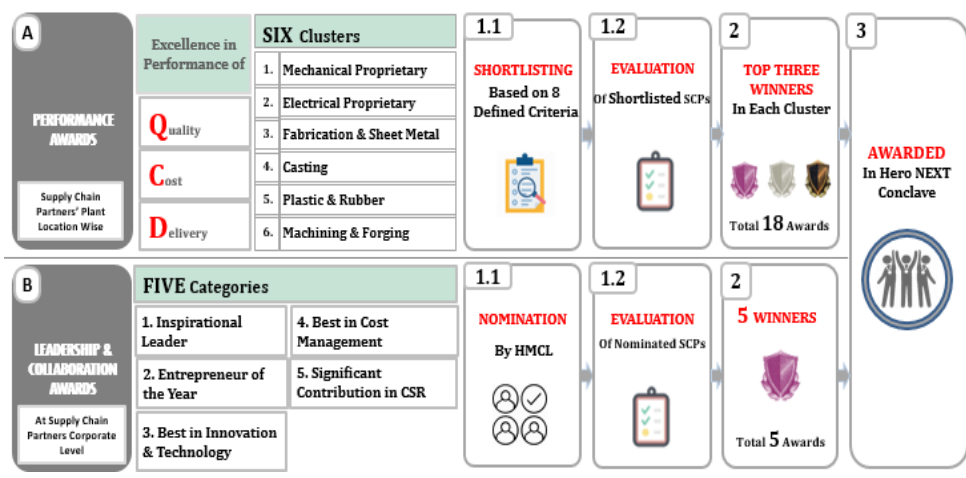 A
PERFORMANCE
AWARDS
Supply Chain
Partners' Plant
Location Wise
Excellence in
Performance of
Quality
Cost
Delivery
SIX Clusters
1. Mechanical Proprietary
2. Electrical Proprietary
3. Fabrication & Sheet Metal
4. Casting
5. Plastic & Rubber
6. Machining & Forging
1.1
SHORTLISTING
Based on 8
Defined Criteria
1.2
EVALUATION
Of Shortlisted SCPs
2
TOP THREE
WINNERS
In Each Cluster
Total 18 Awards
3
AWARDED
In Hero NEXT
Conclave
B
LEADERSHIP &
COLLABORATION
AWARDS
At Supply Chain
Partners Corporate
Level
FIVE Categories
1. Inspirational
Leader
2. Entrepreneur of
the Year
3. Best in Innovation
& Technology
4. Best in Cost
Management
5. Significant
Contribution in CSR
1.1
NOMINATION
By HMCL
1.2
EVALUATION
Of Nominated SCPs
2
5 WINNERS
Total 5 Awards